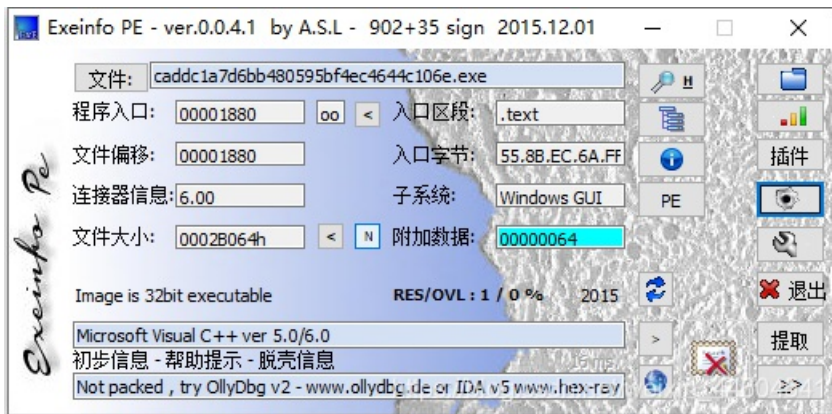 Exeinfo PE - ver.0.0.4.1 by A.S.L - 902+35 sign 2015.12.01
文件: caddc1a7d6bb480595bf4ec4644c106e.exe
H
程序入口: 00001880 oo < 入口区段: .text
文件偏移: 00001880 入口字节: 55.8B.EC.6A.FF 插件
连接器信息: 6.00 子系统: Windows GUI PE
文件大小: 0002B064h < N 附加数据: 00000064
Image is 32bit executable RES/OVL : 1 / 0 % 2015 退出
Microsoft Visual C++ ver 5.0/6.0 > 提取
初步信息 - 帮助提示 - 脱壳信息
Not packed , try OllyDbg v2 - www.ollydbg.de or IDA v5 www.hex-ray >>
Exeinfo Pe